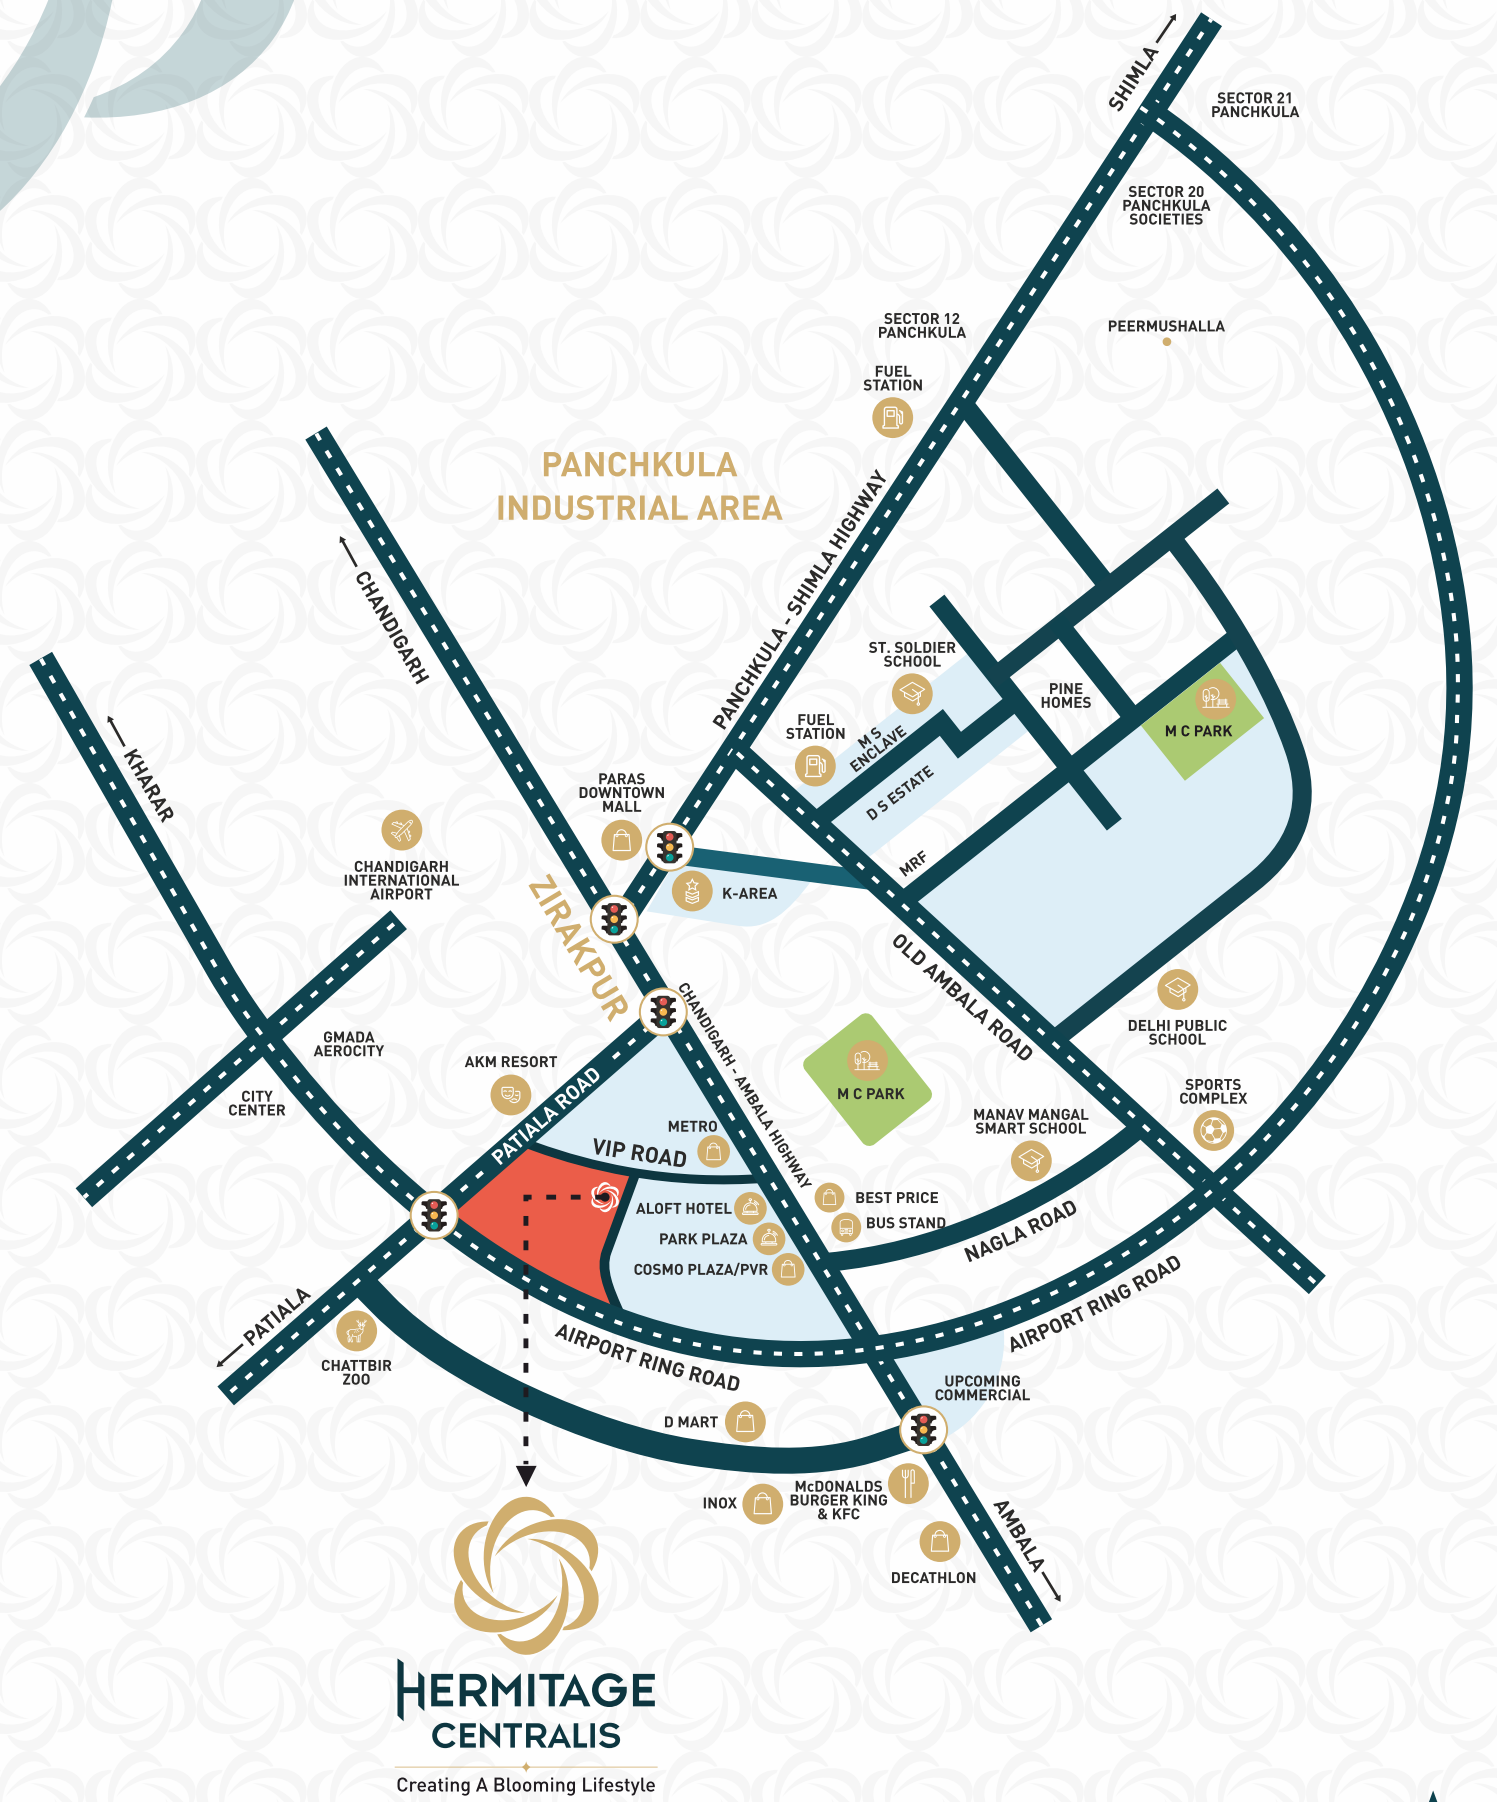 SHIMLA
SECTOR 21
PANCHKULA
SECTOR 20
PANCHKULA
SOCIETIES
SECTOR 12
PANCHKULA
PEERMUSHALLA
FUEL
STATION
PANCHKULA
INDUSTRIAL AREA
PANCHKULA - SHIMLA HIGHWAY
CHANDIGARH
ST. SOLDIER
SCHOOL
PINE
HOMES
M C PARK
FUEL
STATION
M S
ENCLAVE
D S ESTATE
KHARAR
PARAS
DOWNTOWN
MALL
MRF
CHANDIGARH
INTERNATIONAL
AIRPORT
K-AREA
ZIRAKPUR
OLD AMBALA ROAD
CHANDIGARH - AMBALA HIGHWAY
DELHI PUBLIC
SCHOOL
GMADA
AEROCITY
AKM RESORT
PATIALA ROAD
M C PARK
CITY
CENTER
SPORTS
COMPLEX
MANAV MANGAL
SMART SCHOOL
METRO
VIP ROAD
BEST PRICE
BUS STAND
ALOFT HOTEL
PARK PLAZA
COSMO PLAZA/PVR
NAGLA ROAD
AIRPORT RING ROAD
PATIALA
AIRPORT RING ROAD
CHATTBIR
ZOO
UPCOMING
COMMERCIAL
D MART
INOX
McDONALDS
BURGER KING
& KFC
AMBALA
DECATHLON
HERMITAGE
CENTRALIS
Creating A Blooming Lifestyle